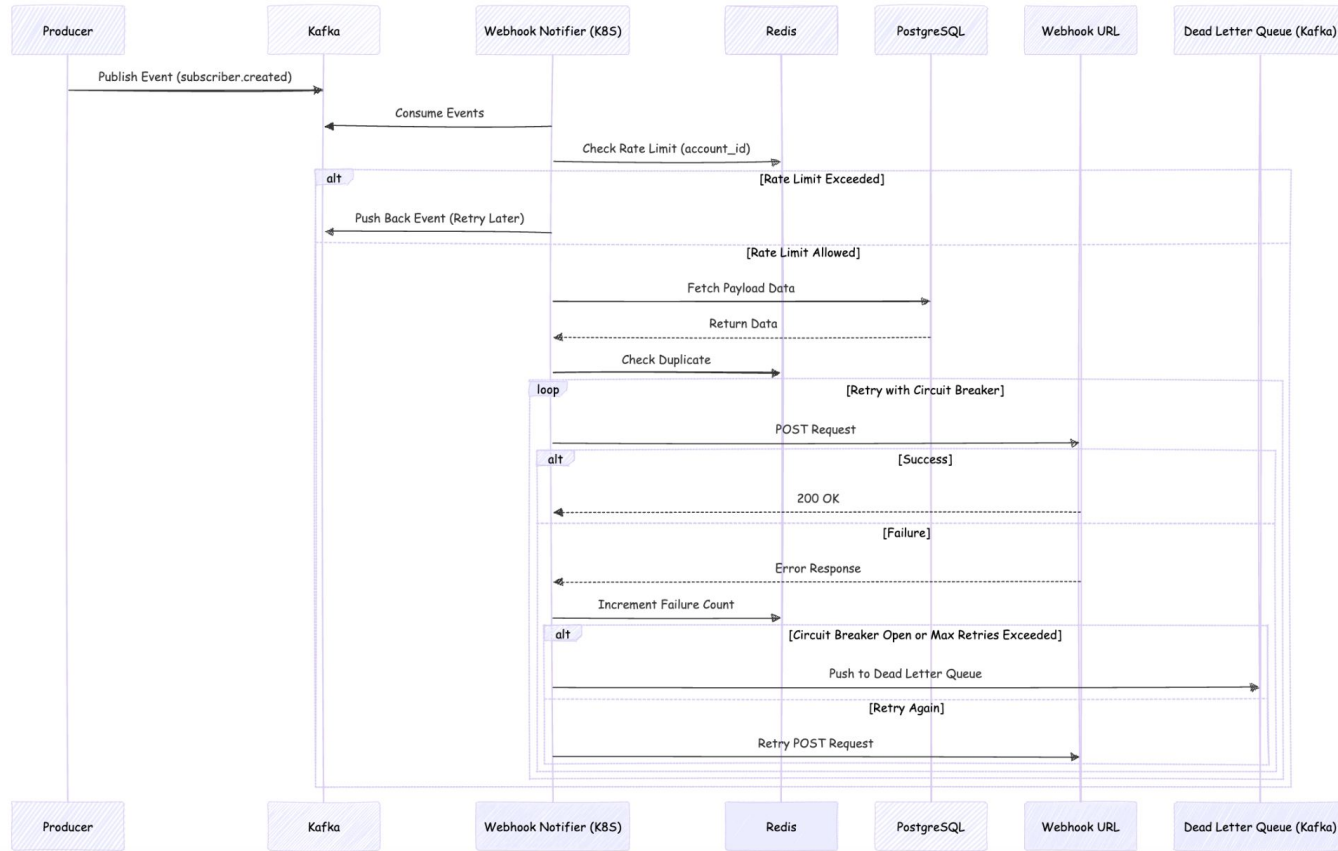 Producer
Kafka
Webhook Notifier (K8S)
Redis
PostgreSQL
Webhook URL
Dead Letter Queue (Kafka)
Publish Event (subscriber.created)
Consume Events
Check Rate Limit (account_id)
alt
[Rate Limit Exceeded]
Push Back Event (Retry Later)
[Rate Limit Allowed]
Fetch Payload Data
Return Data
Check Duplicate
loop
[Retry with Circuit Breaker]
POST Request
alt
[Success]
200 OK
[Failure]
Error Response
Increment Failure Count
alt
[Circuit Breaker Open or Max Retries Exceeded]
Push to Dead Letter Queue
[Retry Again]
Retry POST Request
Producer
Kafka
Webhook Notifier (K8S)
Redis
PostgreSQL
Webhook URL
Dead Letter Queue (Kafka)